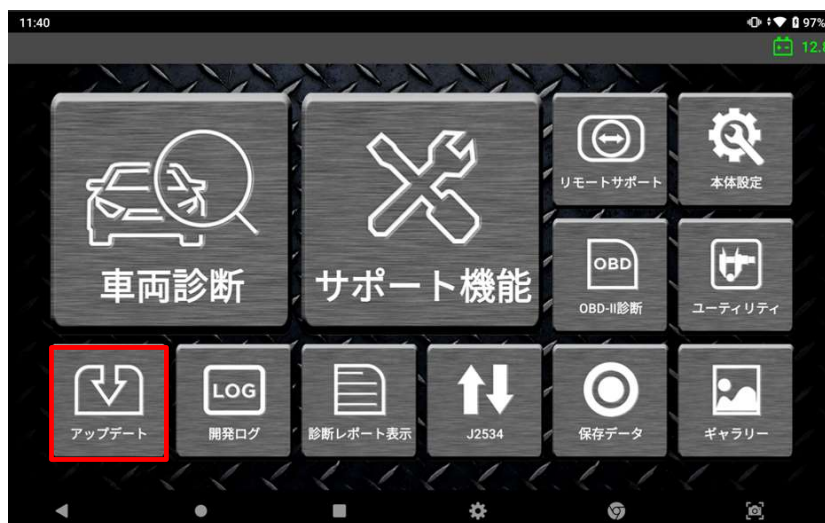 11:40 97%
12.8
車両診断
サポート機能
リモートサポート
本体設定
OBD
OBD-II診断
ユーティリティ
アップデート
LOG
開発ログ
診断レポート表示
J2534
保存データ
ギャラリー